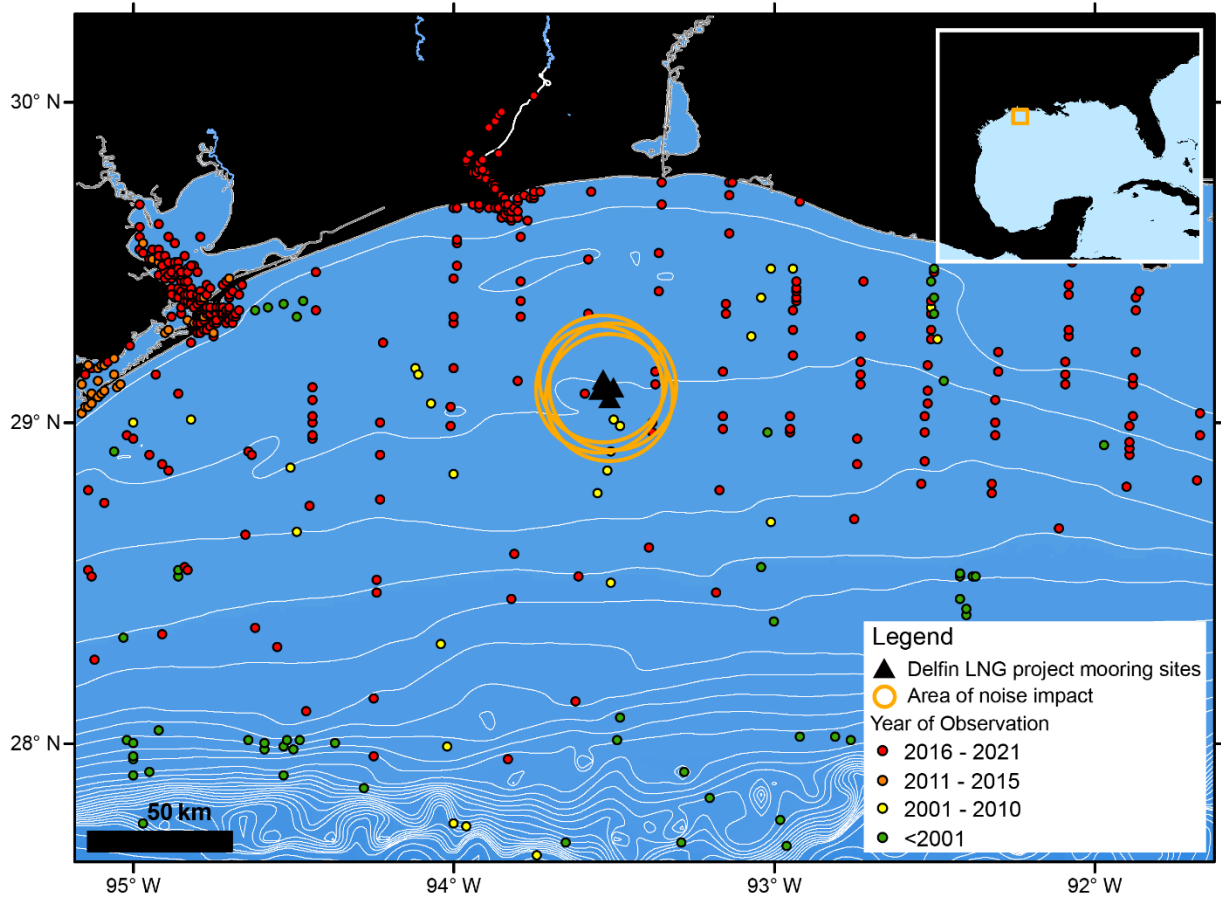 30° N
29° N
28° N
50 km
95° W
94° W
93° W
92° W
Legend
Delfin LNG project mooring sites
Area of noise impact
Year of Observation
2016 - 2021
2011 - 2015
2001 - 2010
<2001